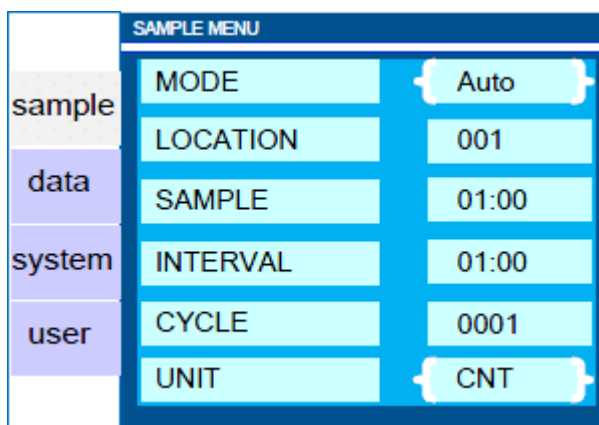 SAMPLE MENU
sample
data
system
user
MODE { Auto }
LOCATION 001
SAMPLE 01:00
INTERVAL 01:00
CYCLE 0001
UNIT { CNT }